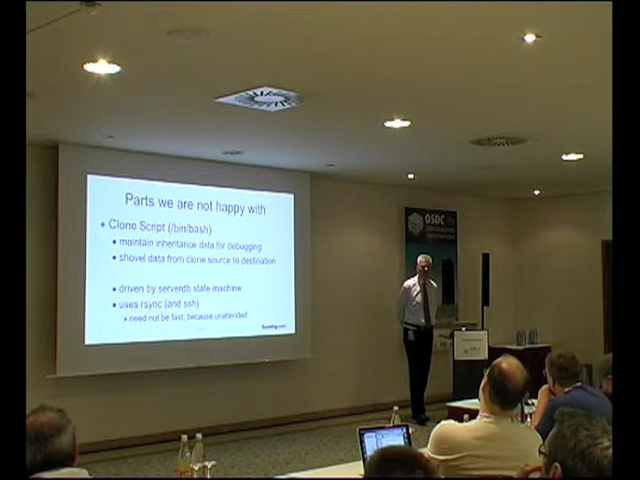 Parts we are not happy with
Clone Script (/bin/bash)
maintain inheritance data for debugging
shovel data from clone source to destination
driven by serverdb state machine
uses rsync (and ssh)
need not be fast, because unattended
booking.com
OSDC